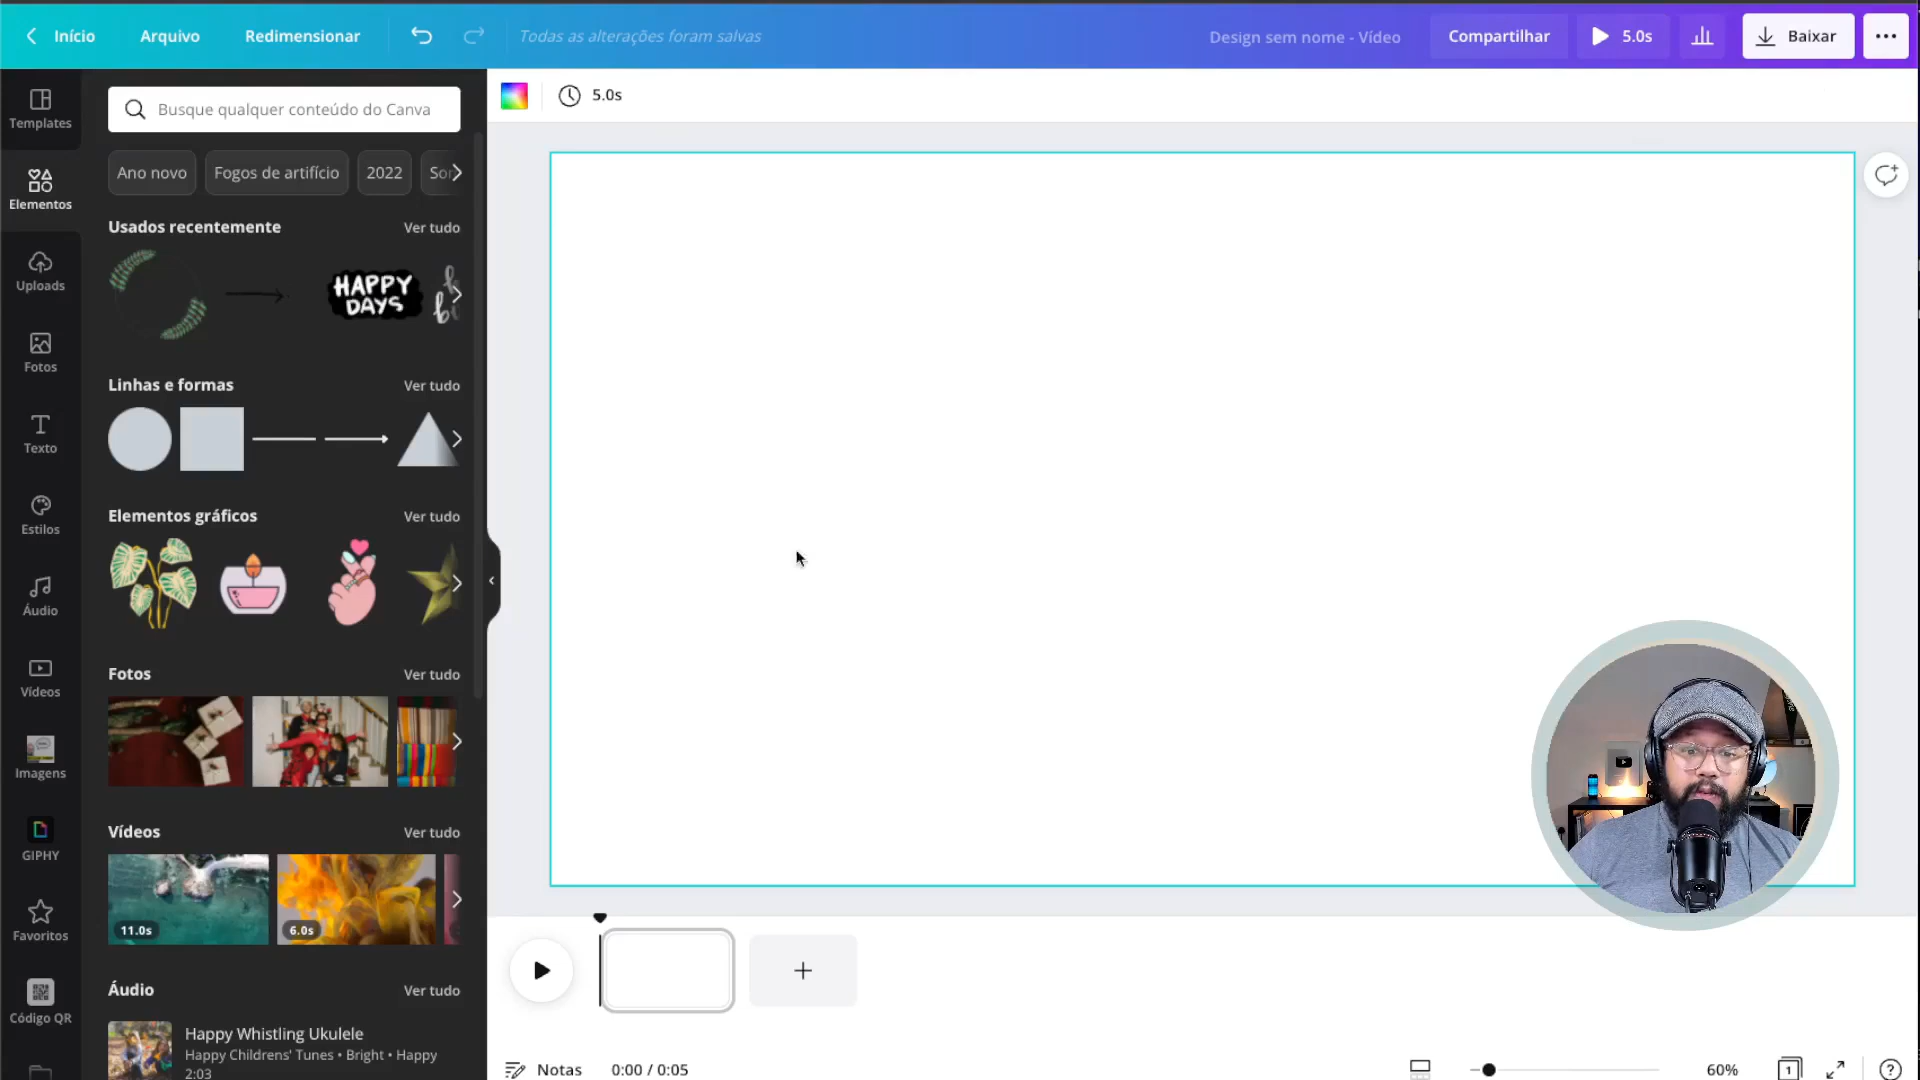 Início
Arquivo
Redimensionar
Todas as alterações foram salvas
Design sem nome - Vídeo
Compartilhar
5.0s
Baixar
Templates
Elementos
Uploads
Fotos
Texto
Estilos
Áudio
Vídeos
Imagens
GIPHY
Favoritos
Código QR
Busque qualquer conteúdo do Canva
Ano novo
Fogos de artifício
2022
Usados recentemente
Ver tudo
HAPPY
DAYS
Linhas e formas
Ver tudo
Elementos gráficos
Ver tudo
Fotos
Ver tudo
Vídeos
Ver tudo
11.0s
6.0s
Áudio
Ver tudo
Happy Whistling Ukulele
Happy Childrens' Tunes • Bright • Happy
2:03
5.0s
Notas
0:00 / 0:05
60%
1